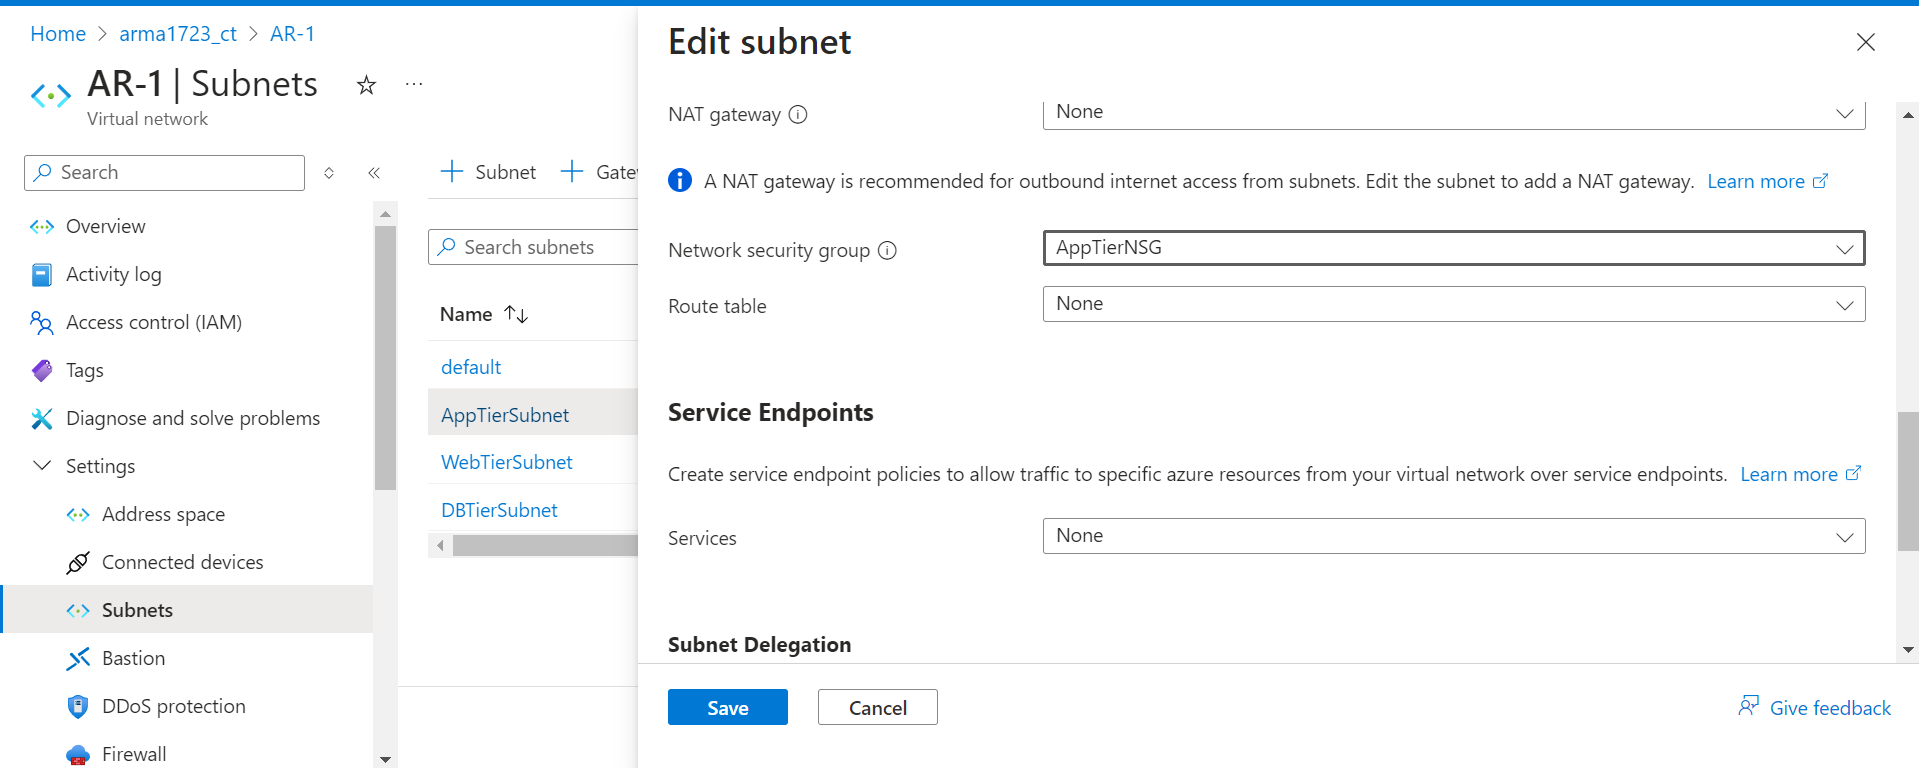 Home > arma1723_ct > AR-1
AR-1 | Subnets
Virtual network
Search
Overview
Activity log
Access control (IAM)
Tags
Diagnose and solve problems
Settings
Address space
Connected devices
Subnets
Bastion
DDoS protection
Firewall
Subnet
Gatew
Search subnets
Name
default
AppTierSubnet
WebTierSubnet
DBTierSubnet
Edit subnet
NAT gateway
None
A NAT gateway is recommended for outbound internet access from subnets. Edit the subnet to add a NAT gateway. Learn more
Network security group
AppTierNSG
Route table
None
Service Endpoints
Create service endpoint policies to allow traffic to specific azure resources from your virtual network over service endpoints. Learn more
Services
None
Subnet Delegation
Save
Cancel
Give feedback